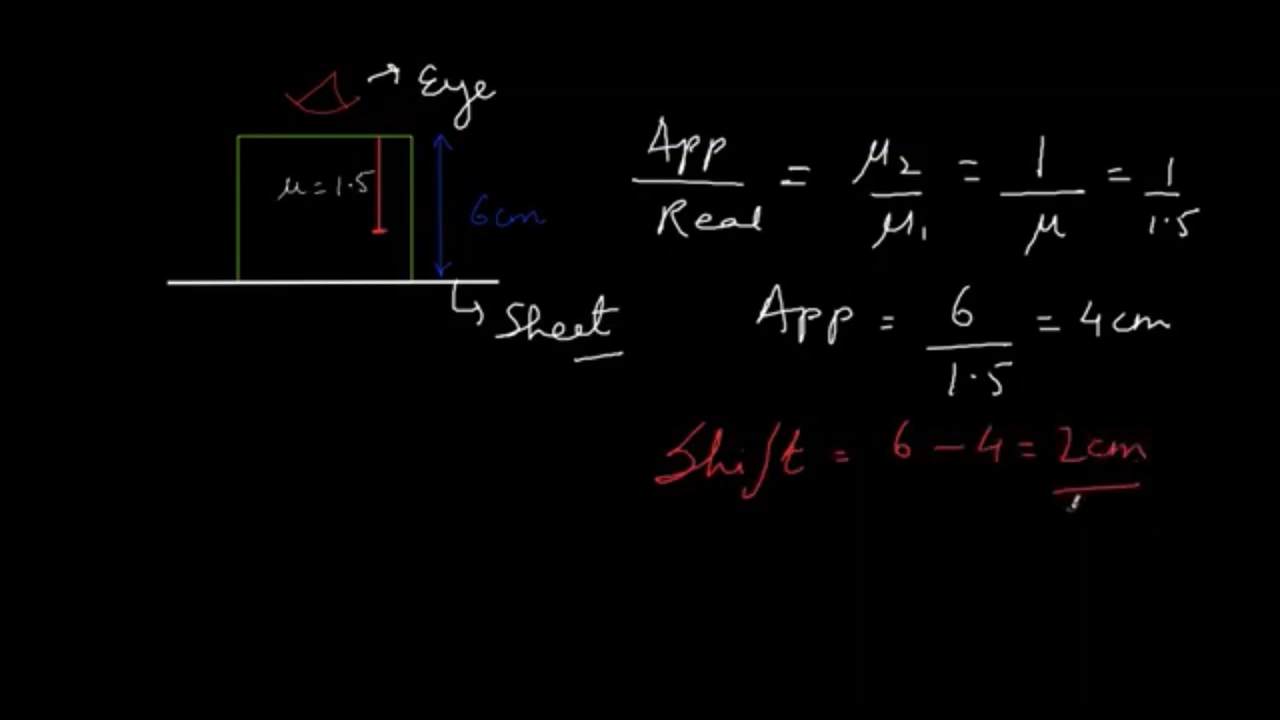 → Eye
μ = 1.5
6cm
Sheet
App/Real = μ₂/μ₁ = 1/μ = 1/1.5
App = 6/1.5 = 4cm
Shift = 6 - 4 = 2cm